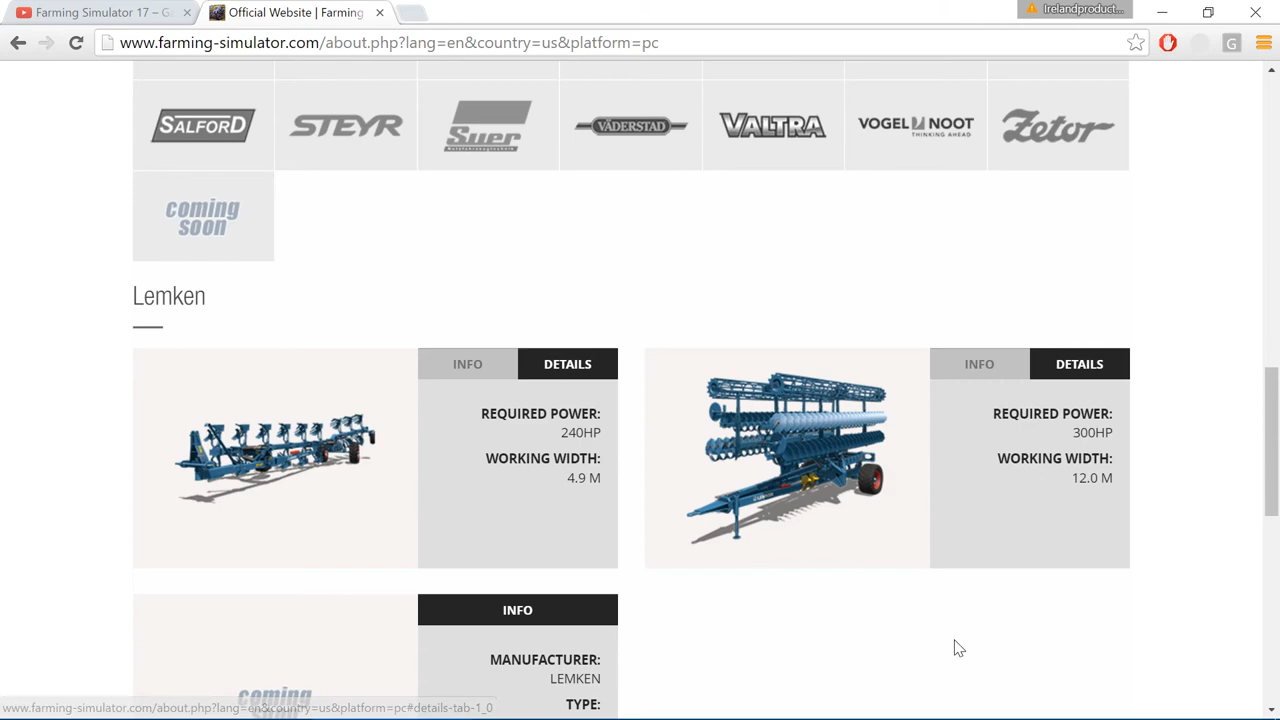 Farming Simulator 17 – G
Official Website | Farming
Irelandproduct...
www.farming-simulator.com/about.php?lang=en&country=us&platform=pc
G
SALFORD
STEYR
Suer
Nutzfahrzeugtechnik
VÄDERSTAD
VALTRA
VOGEL NOOT
THINKING AHEAD
Zetor
coming
soon
Lemken
INFO DETAILS
REQUIRED POWER:
240HP
WORKING WIDTH:
4.9 M
INFO DETAILS
REQUIRED POWER:
300HP
WORKING WIDTH:
12.0 M
INFO
MANUFACTURER:
LEMKEN
TYPE:
coming
www.farming-simulator.com/about.php?lang=en&country=us&platform=pc#details-tab-1_0